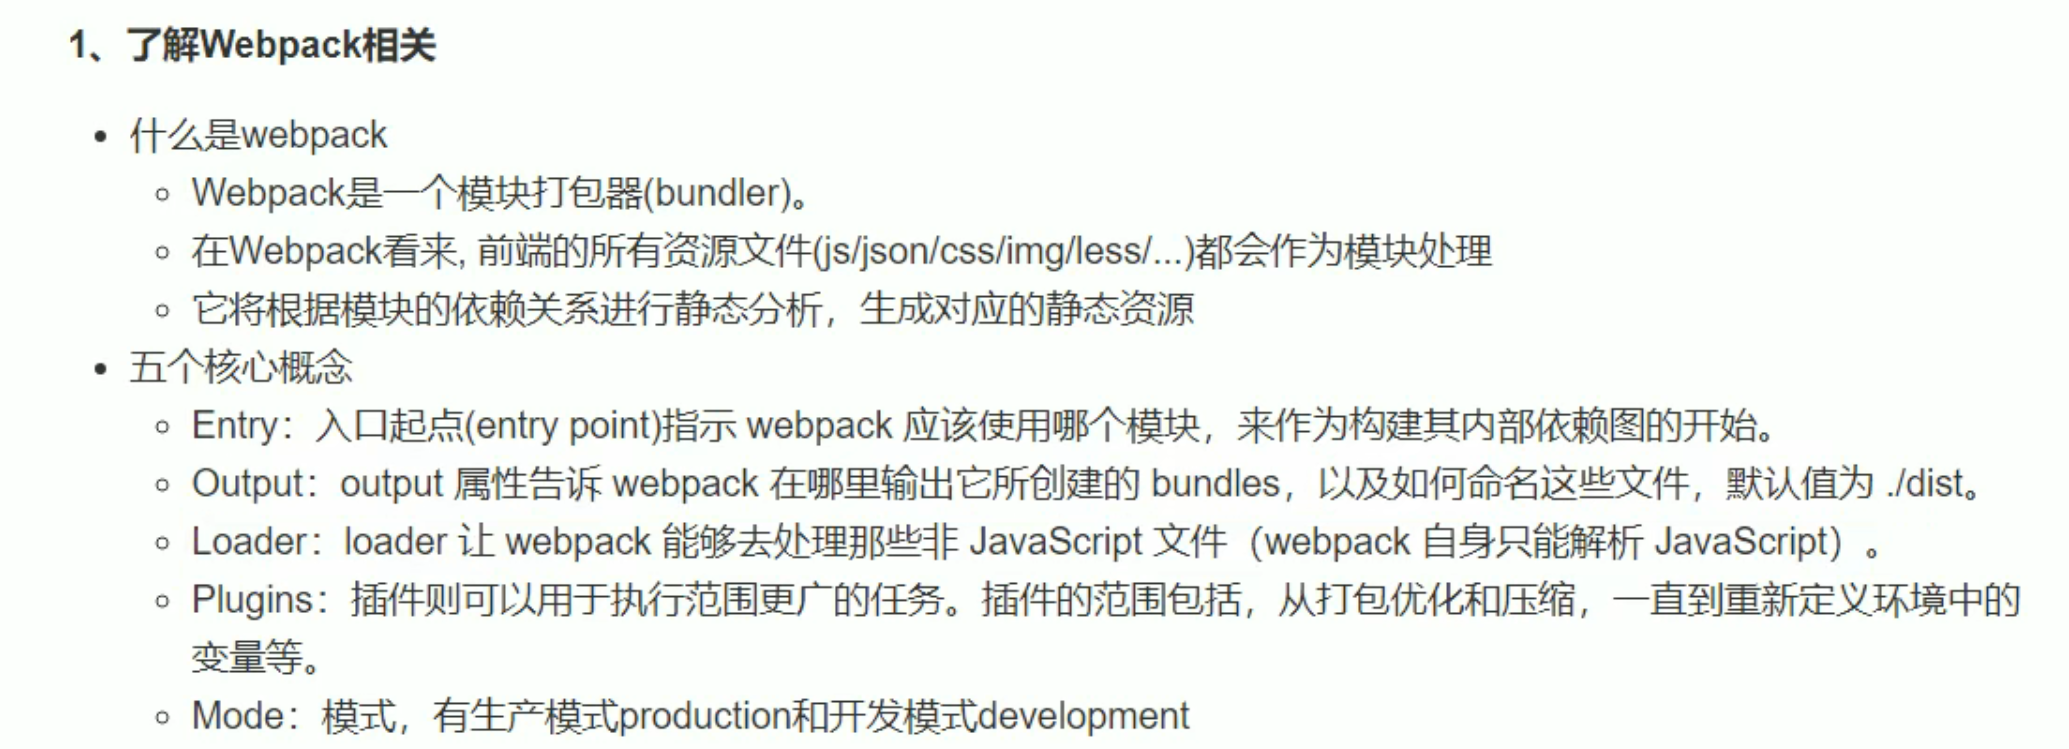 1、了解Webpack相关
• 什么是webpack
◦ Webpack是一个模块打包器(bundler)。
◦ 在Webpack看来, 前端的所有资源文件(js/json/css/img/less/...)都会作为模块处理
◦ 它将根据模块的依赖关系进行静态分析，生成对应的静态资源
• 五个核心概念
◦ Entry：入口起点(entry point)指示 webpack 应该使用哪个模块，来作为构建其内部依赖图的开始。
◦ Output：output 属性告诉 webpack 在哪里输出它所创建的 bundles，以及如何命名这些文件，默认值为 ./dist。
◦ Loader：loader 让 webpack 能够去处理那些非 JavaScript 文件（webpack 自身只能解析 JavaScript）。
◦ Plugins：插件则可以用于执行范围更广的任务。插件的范围包括，从打包优化和压缩，一直到重新定义环境中的
变量等。
◦ Mode：模式，有生产模式production和开发模式development